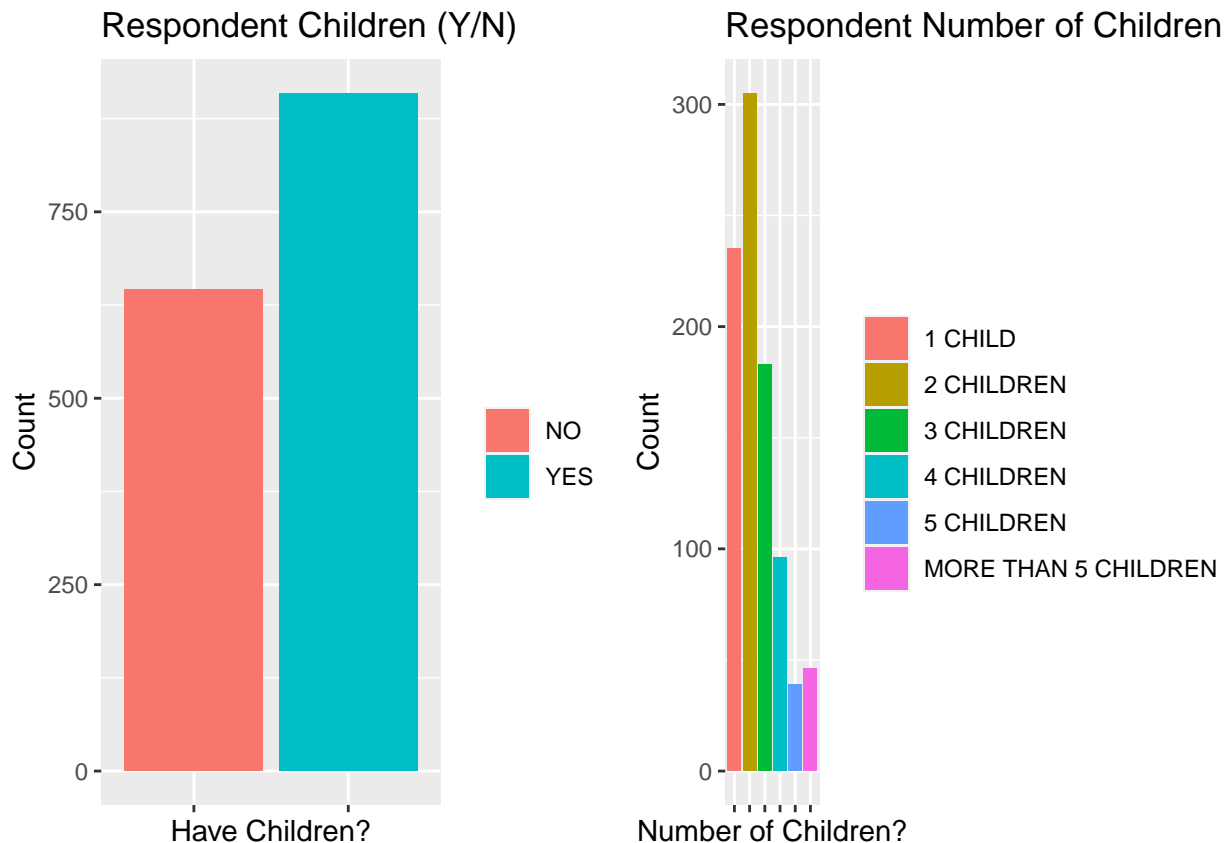 Respondent Children (Y/N)
Count
750
500
250
0
Have Children?
NO
YES
Respondent Number of Children
Count
300
200
100
0
Number of Children?
1 CHILD
2 CHILDREN
3 CHILDREN
4 CHILDREN
5 CHILDREN
MORE THAN 5 CHILDREN